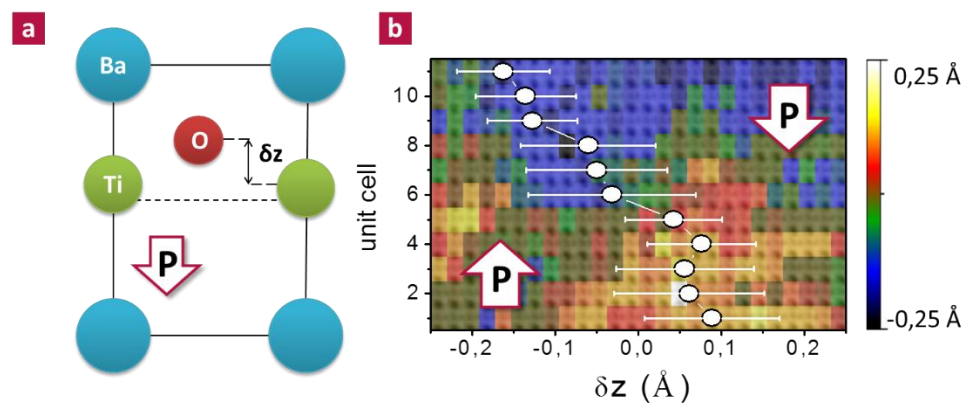 a
Ba
O
δz
Ti
P
b
10
8
6
4
2
unit cell
P
P
-0,2
-0,1
0,0
0,1
0,2
δz (Å)
0,25 Å
-0,25 Å